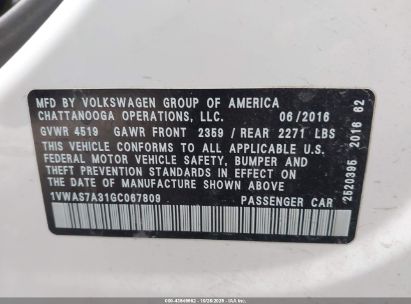 MFD BY VOLKSWAGEN GROUP OF AMERICA
CHATTANOOGA OPERATIONS, LLC. 06/2016
GVWR 4519 GAWR FRONT 2359 / REAR 2271 LBS
THIS VEHICLE CONFORMS TO ALL APPLICABLE U.S.
FEDERAL MOTOR VEHICLE SAFETY, BUMPER AND
THEFT PREVENTION STANDARDS IN EFFECT ON
THE DATE OF MANUFACTURE SHOWN ABOVE
1VWAS7A31GC067809 PASSENGER CAR
2520395 2016 62